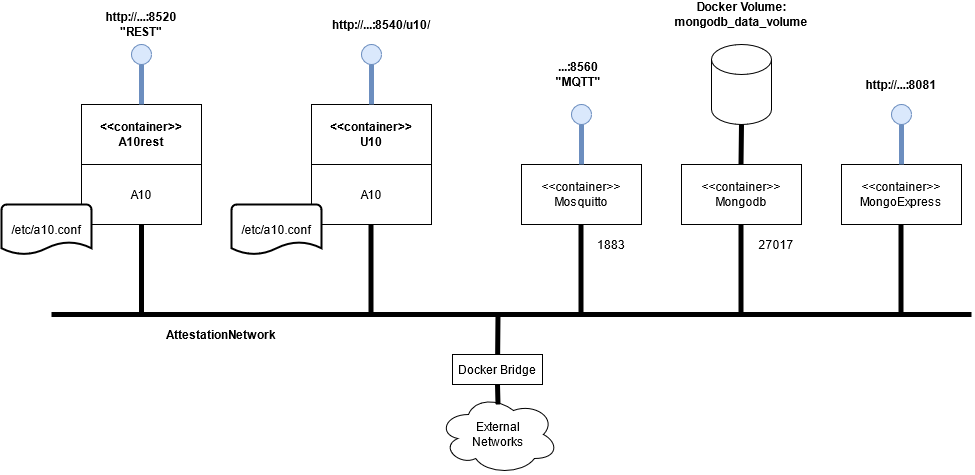 http://...:8520
"REST"
http://...:8540/u10/
...:8560
"MQTT"
Docker Volume:
mongodb_data_volume
http://...:8081
<<container>>
A10rest
A10
/etc/a10.conf
<<container>>
U10
A10
/etc/a10.conf
<<container>>
Mosquitto
1883
<<container>>
Mongodb
27017
<<container>>
MongoExpress
AttestationNetwork
Docker Bridge
External
Networks